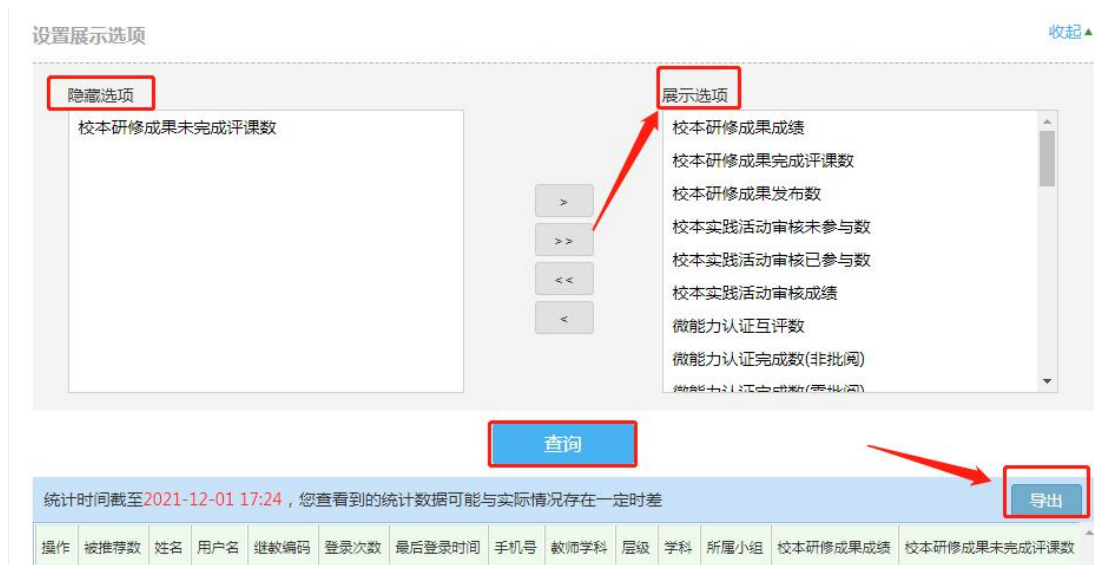 设置展示选项
收起▲
隐藏选项
展示选项
校本研修成果未完成评课数
校本研修成果成绩
校本研修成果完成评课数
校本研修成果发布数
校本实践活动审核未参与数
校本实践活动审核已参与数
校本实践活动审核成绩
微能力认证互评数
微能力认证完成数(非批阅)
微能力认证完成数(需批阅)
>
>>
<<
<
查询
统计时间截至2021-12-01 17:24，您查看到的统计数据可能与实际情况存在一定时差
导出
操作 被推荐数 姓名 用户名 继教编码 登录次数 最后登录时间 手机号 教师学科 层级 学科 所属小组 校本研修成果成绩 校本研修成果未完成评课数